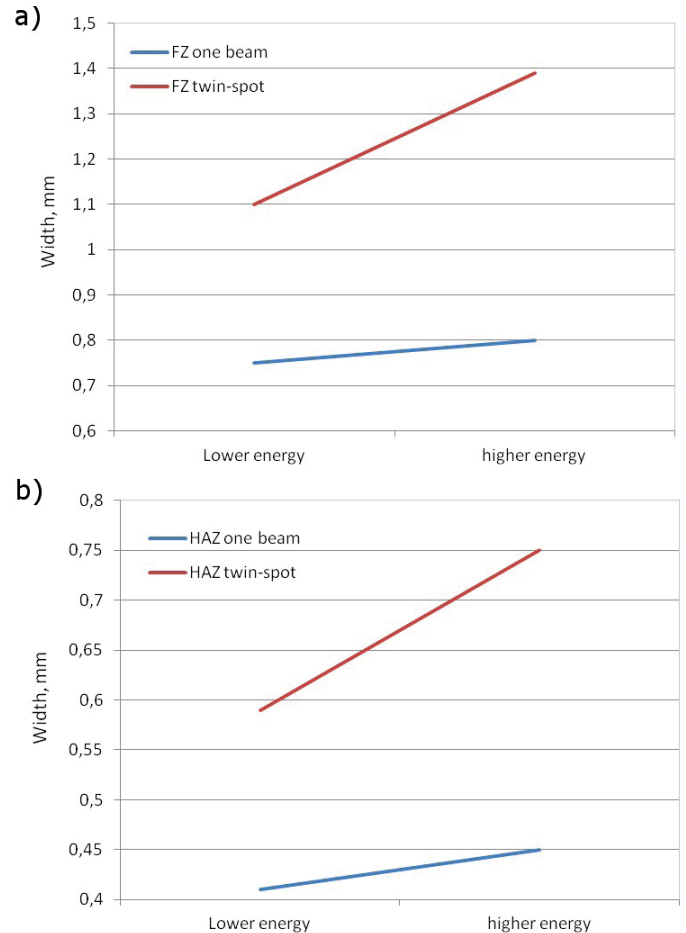 a)
1,5
1,4
1,3
1,2
1,1
1
0,9
0,8
0,7
0,6
Width, mm
FZ one beam
FZ twin-spot
Lower energy higher energy
b)
0,8
0,75
0,7
0,65
0,6
0,55
0,5
0,45
0,4
Width, mm
HAZ one beam
HAZ twin-spot
Lower energy higher energy